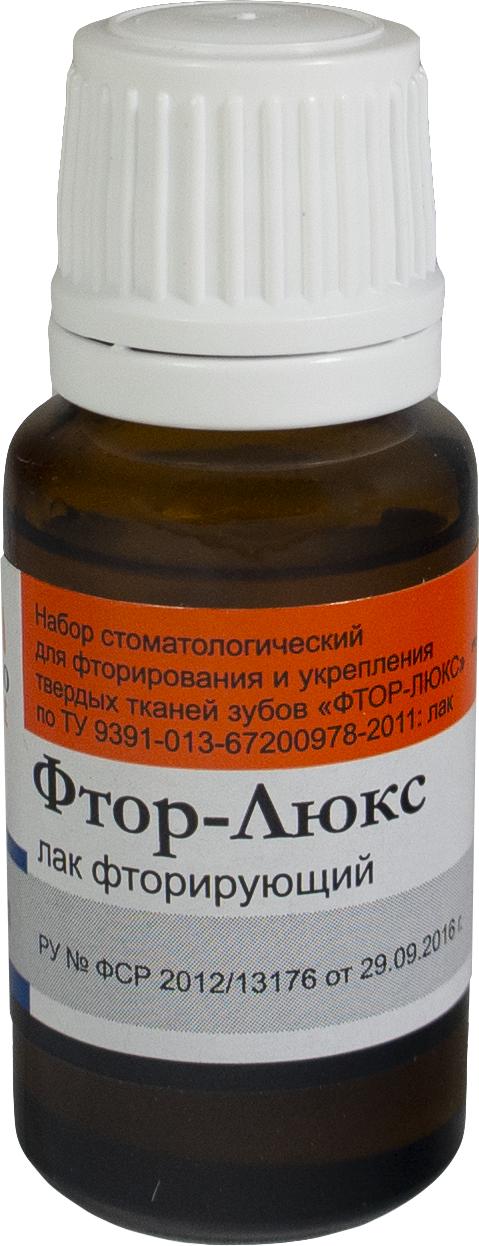 Набор стоматологический
для фторирования и укрепления
твердых тканей зубов «ФТОР-ЛЮКС»
по ТУ 9391-013-67200978-2011: лак
Фтор-Люкс
лак фторирующий
РУ № ФСР 2012/13176 от 29.09.2016 г.